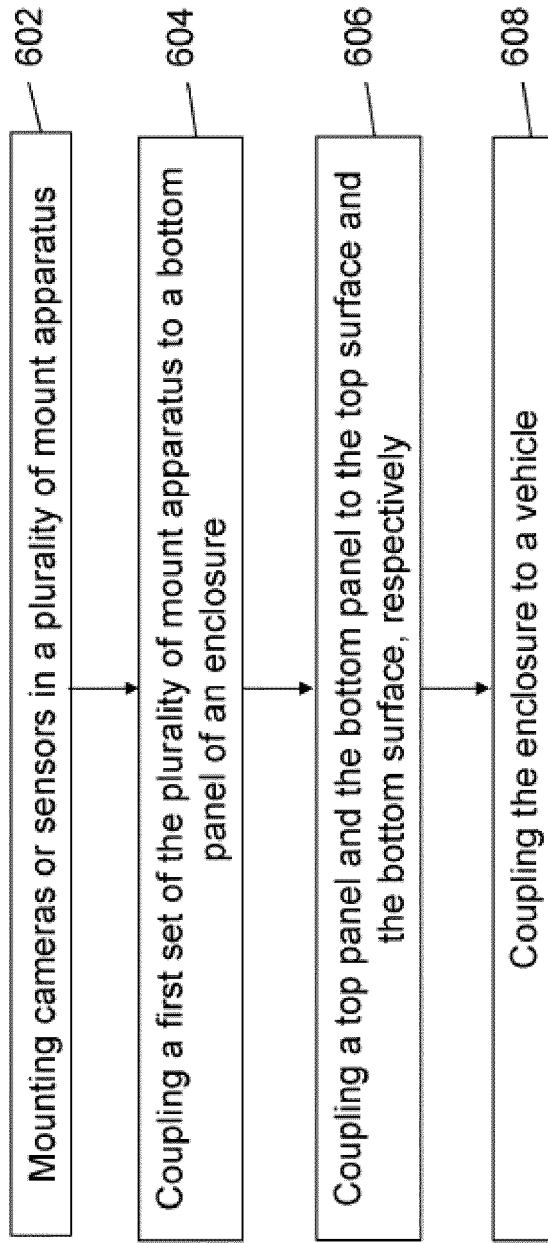 602
Mounting cameras or sensors in a plurality of mount apparatus
604
Coupling a first set of the plurality of mount apparatus to a bottom
panel of an enclosure
606
Coupling a top panel and the bottom panel to the top surface and
the bottom surface, respectively
608
Coupling the enclosure to a vehicle